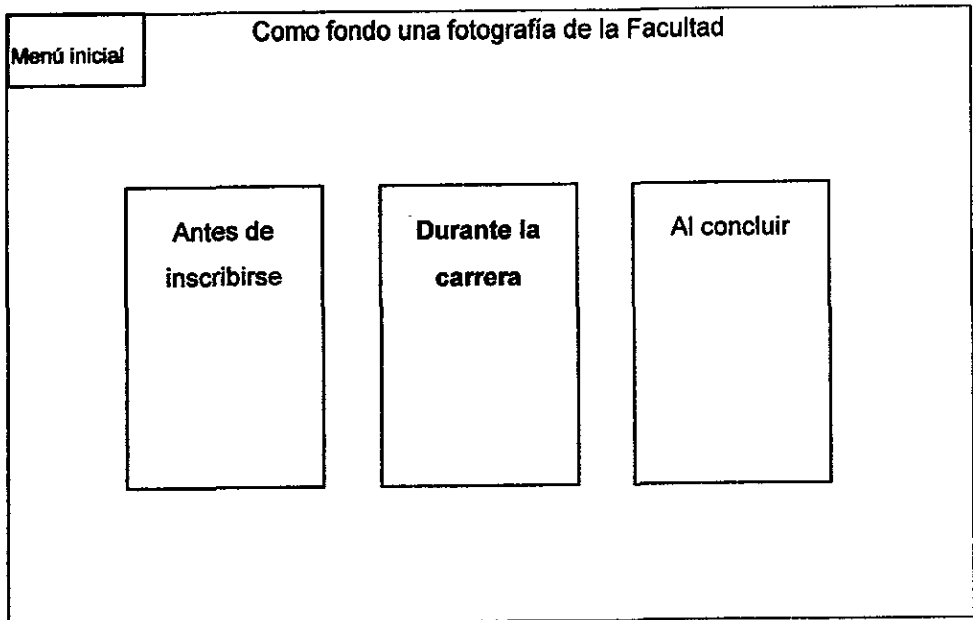 Como fondo una fotografía de la Facultad
Menú inicial
Antes de
inscribirse
Durante la
carrera
Al concluir